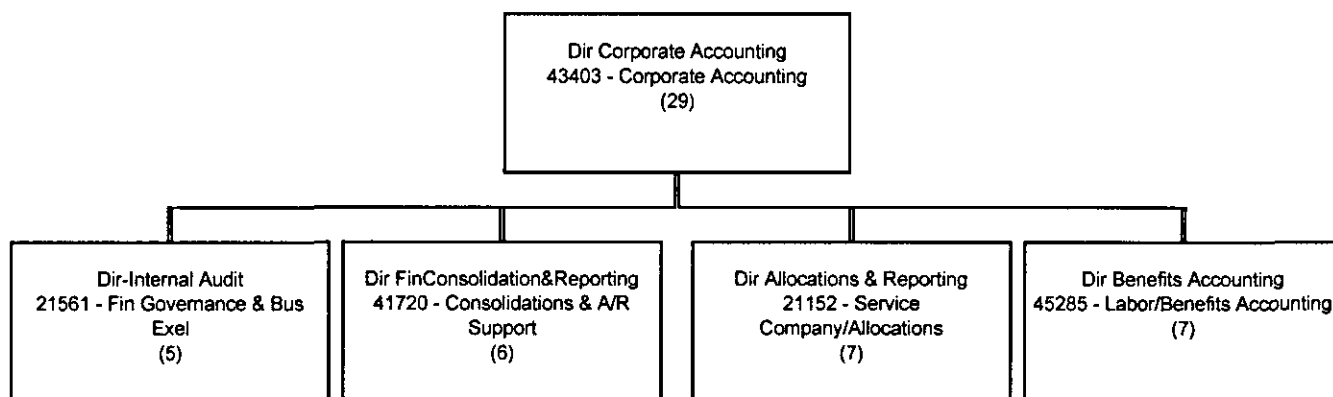 Dir Corporate Accounting
43403 - Corporate Accounting
(29)
Dir-Internal Audit
21561 - Fin Governance & Bus
Exel
(5)
Dir FinConsolidation&Reporting
41720 - Consolidations & A/R
Support
(6)
Dir Allocations & Reporting
21152 - Service
Company/Allocations
(7)
Dir Benefits Accounting
45285 - Labor/Benefits Accounting
(7)